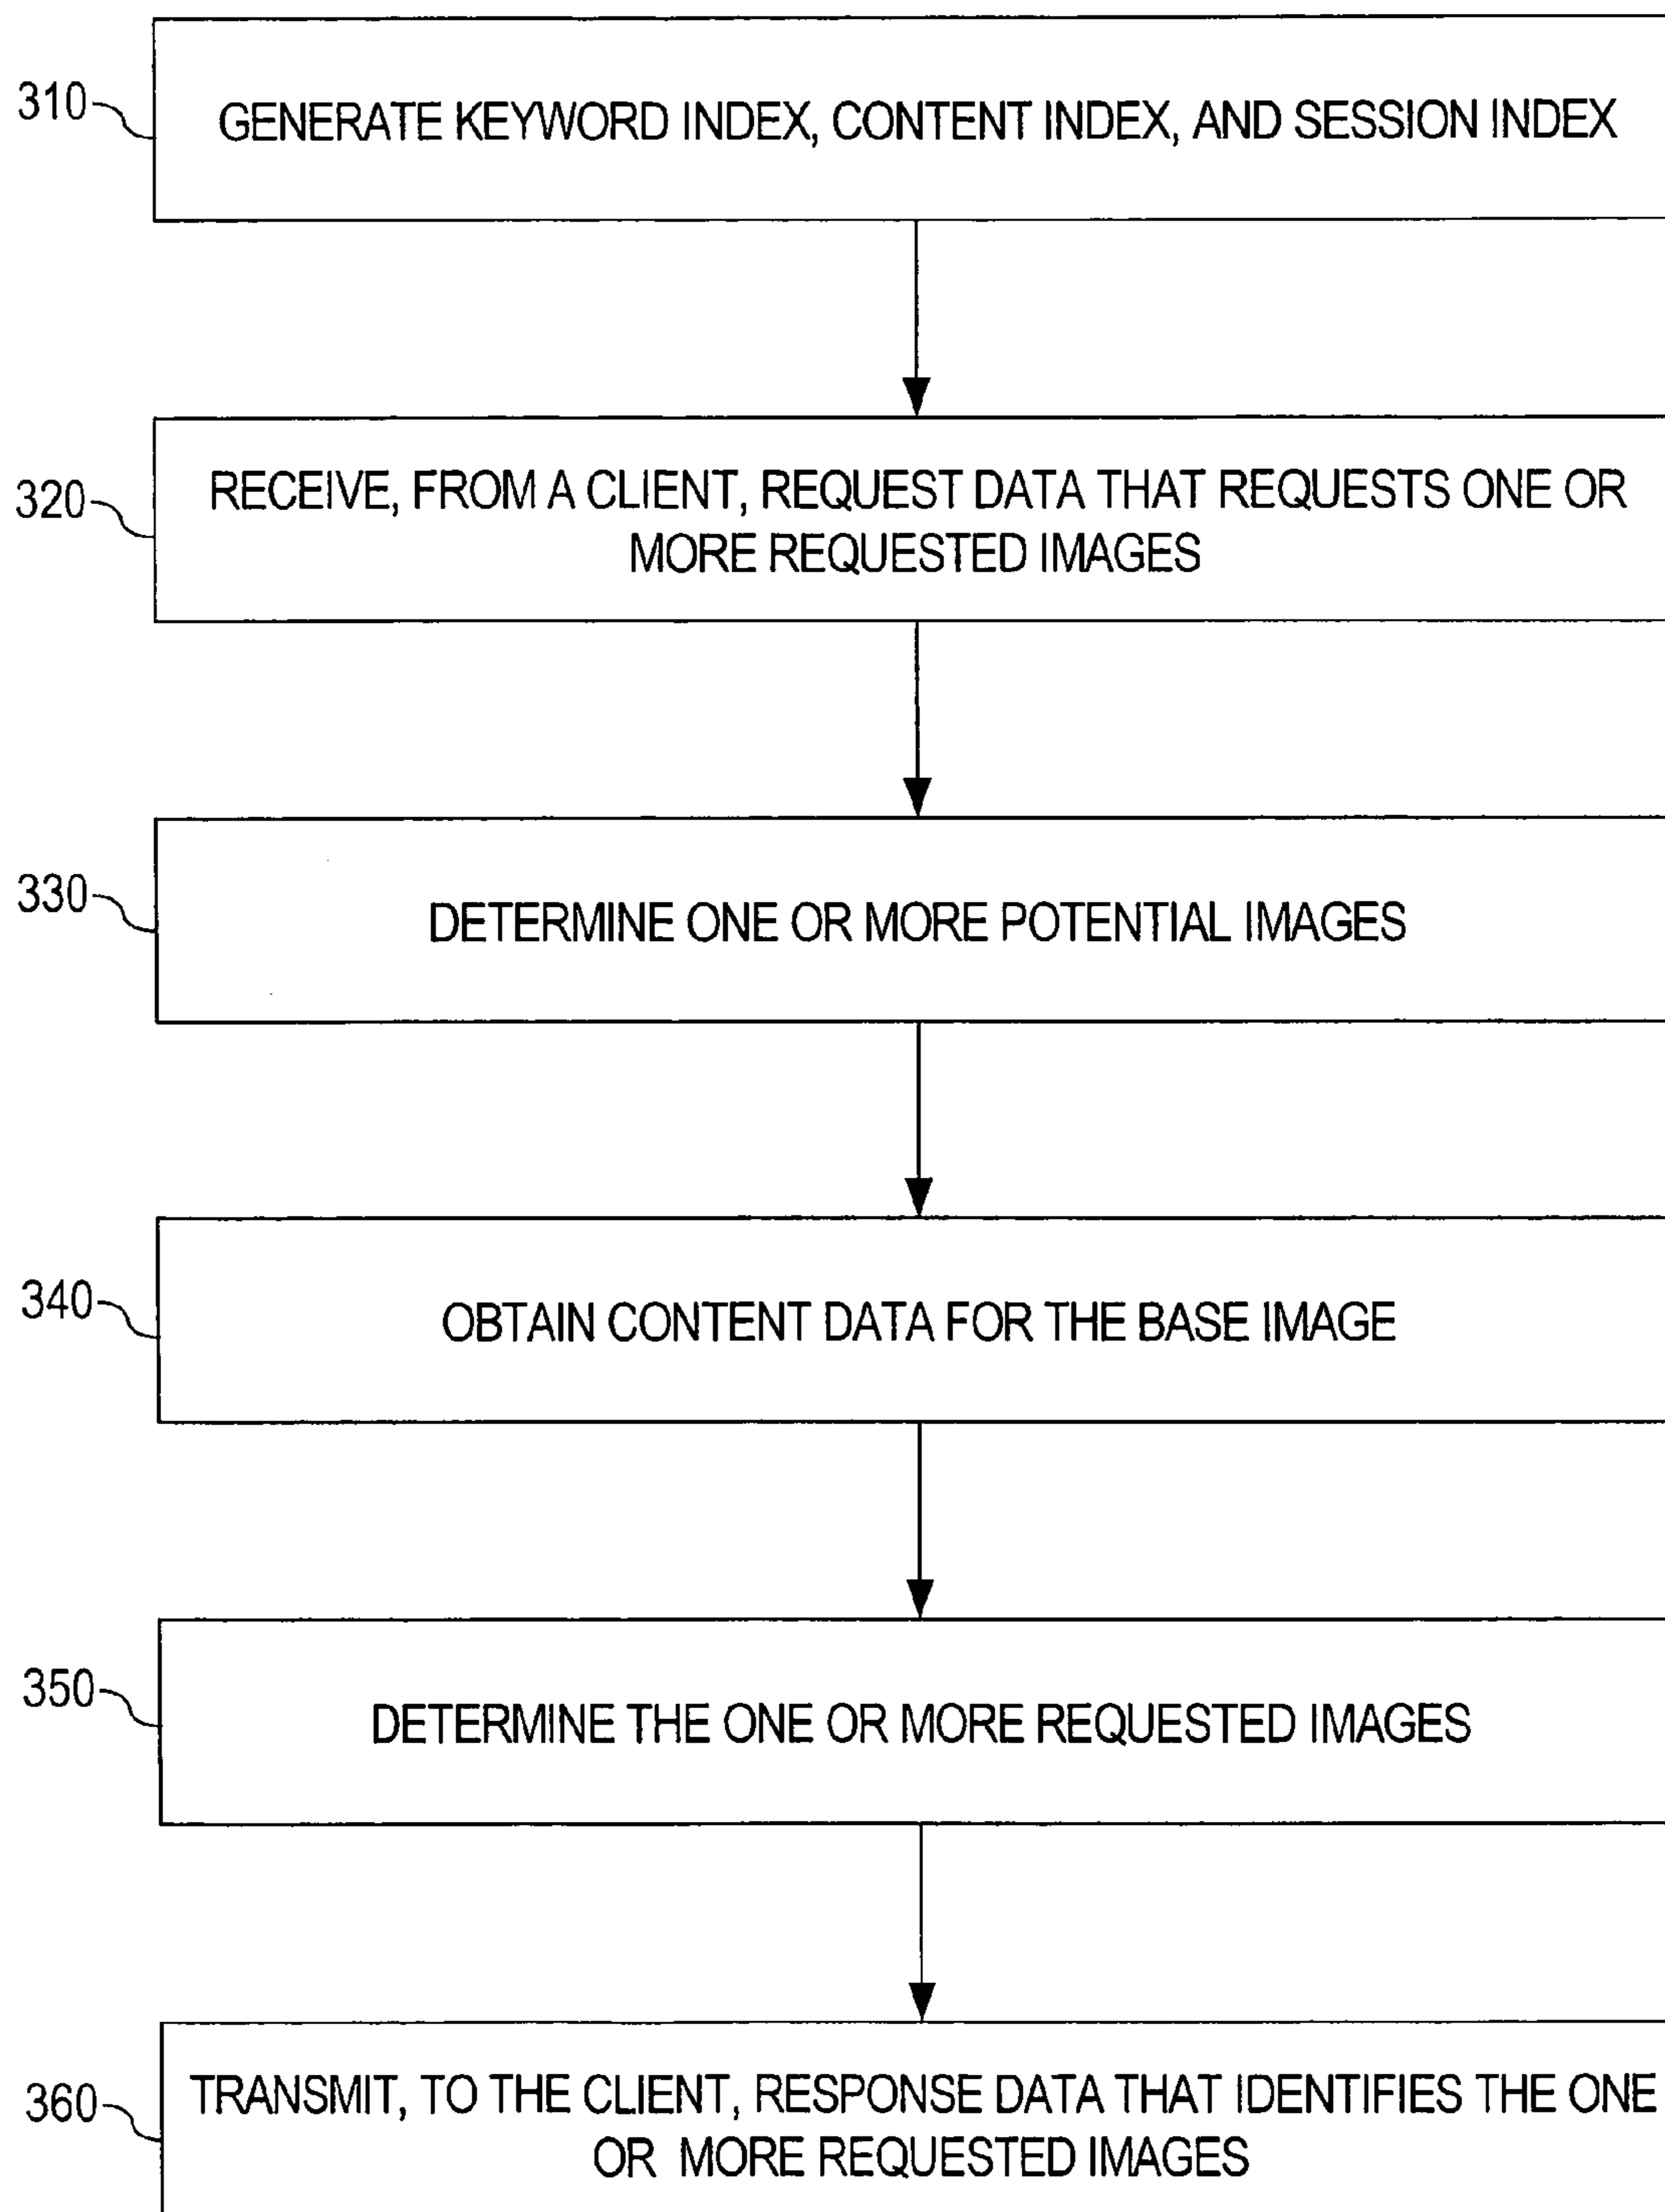 310
GENERATE KEYWORD INDEX, CONTENT INDEX, AND SESSION INDEX
320
RECEIVE, FROM A CLIENT, REQUEST DATA THAT REQUESTS ONE OR
MORE REQUESTED IMAGES
330
DETERMINE ONE OR MORE POTENTIAL IMAGES
340
OBTAIN CONTENT DATA FOR THE BASE IMAGE
350
DETERMINE THE ONE OR MORE REQUESTED IMAGES
360
TRANSMIT, TO THE CLIENT, RESPONSE DATA THAT IDENTIFIES THE ONE
OR MORE REQUESTED IMAGES